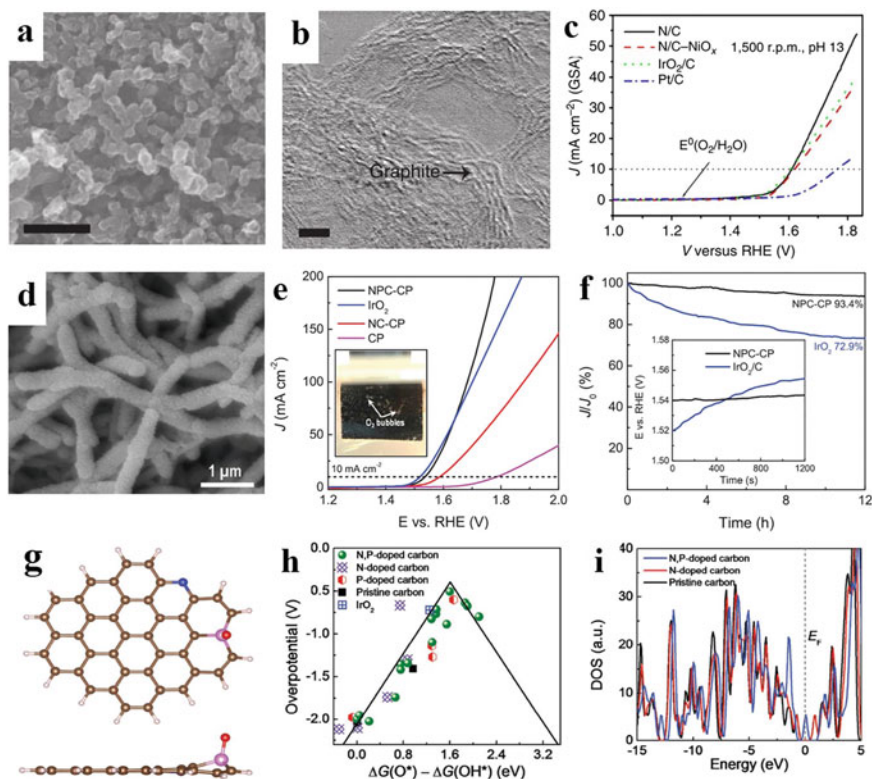 a
Graphite
b
c
N/C
N/C–NiOx
IrO2/C
Pt/C
1,500 r.p.m., pH 13
E0(O2/H2O)
J (mA cm−2) (GSA)
60
50
40
30
20
10
0
1.0 1.2 1.4 1.6 1.8
V versus RHE (V)
d
1 µm
e
NPC-CP
IrO2
NC-CP
CP
O2 bubbles
10 mA cm-2
J (mA cm-2)
200
150
100
50
0
1.2 1.4 1.6 1.8 2.0
E vs. RHE (V)
f
NPC-CP 93.4%
IrO2 72.9%
J/J0 (%)
100
80
60
40
20
0
NPC-CP
IrO2/C
E vs. RHE (V)
1.56
1.54
1.52
1.50
0 400 800 1200
Time (s)
0 4 8 12
Time (h)
g
h
N,P-doped carbon
N-doped carbon
P-doped carbon
Pristine carbon
IrO2
Overpotential (V)
0.0
-0.5
-1.0
-1.5
-2.0
0.0 0.8 1.6 2.4 3.2
ΔG(O*) – ΔG(OH*) (eV)
i
N,P-doped carbon
N-doped carbon
Pristine carbon
EF
DOS (a.u.)
40
30
20
10
0
-15 -10 -5 0 5
Energy (eV)